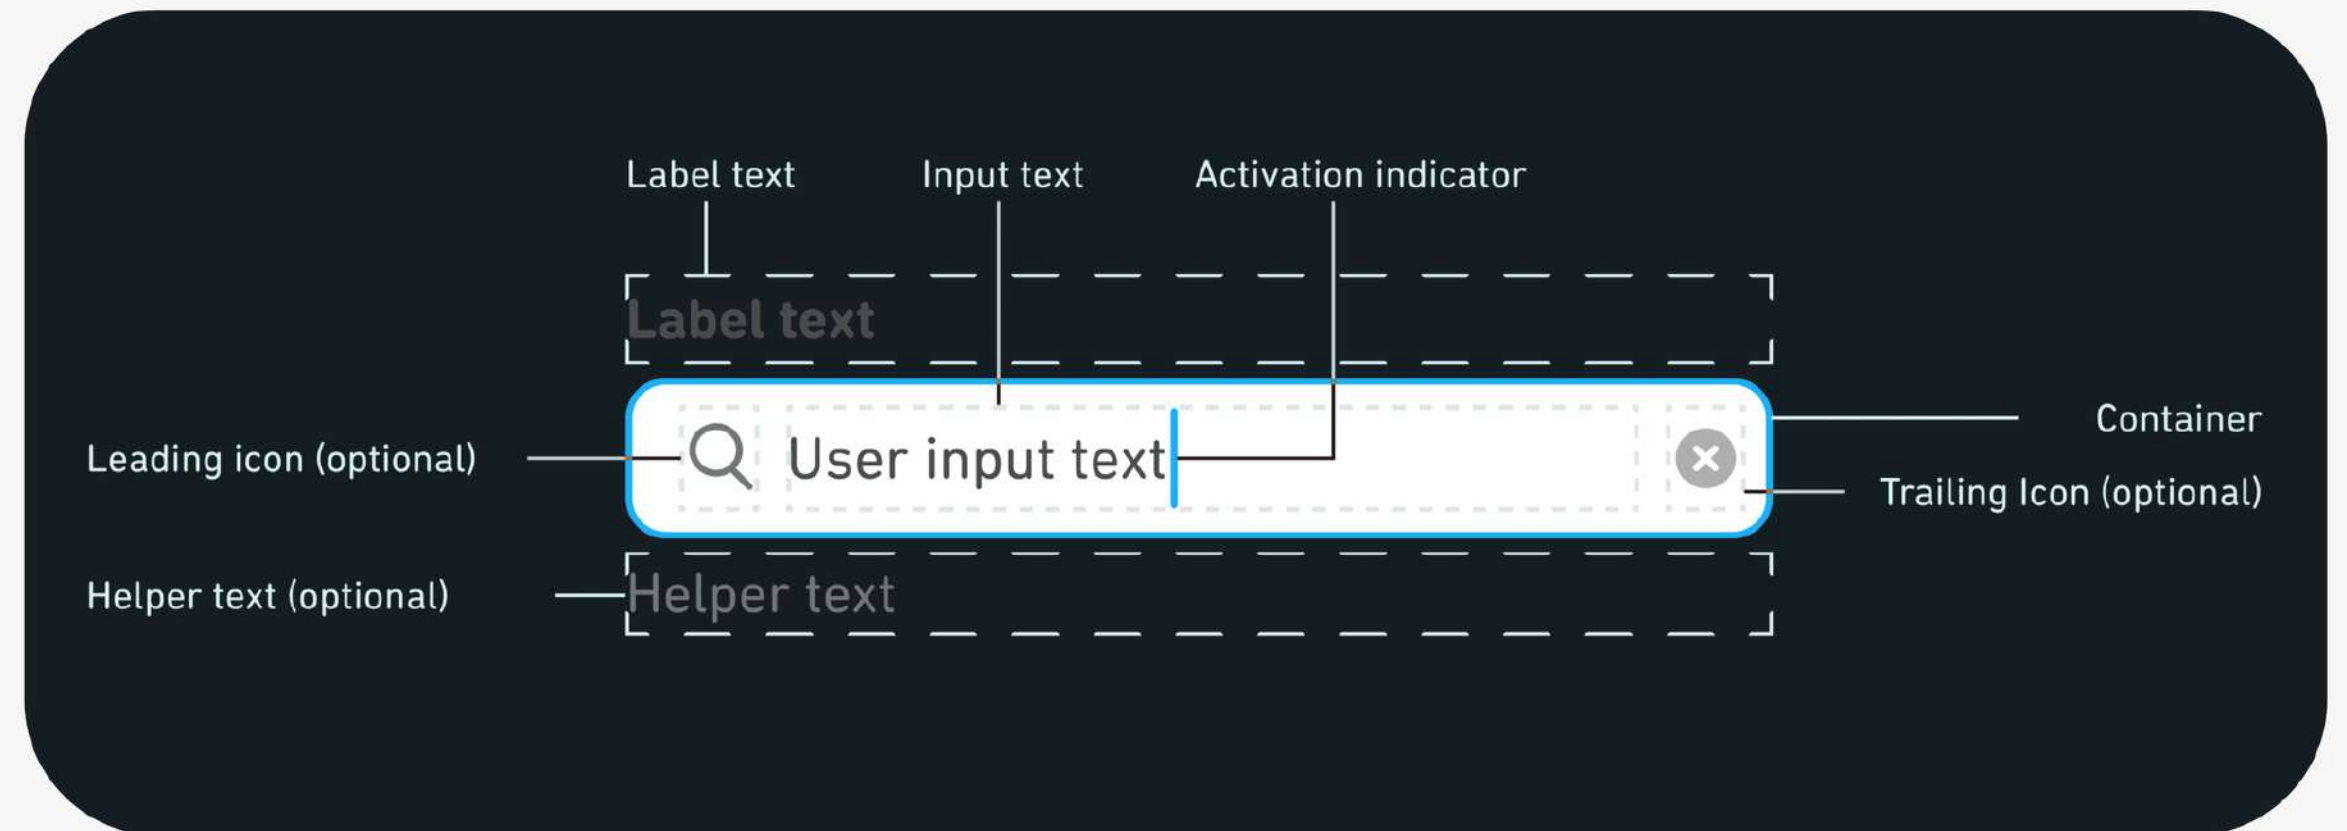 Label text
Input text
Activation indicator
Label text
Container
Leading icon (optional)
User input text
Trailing Icon (optional)
Helper text (optional)
Helper text